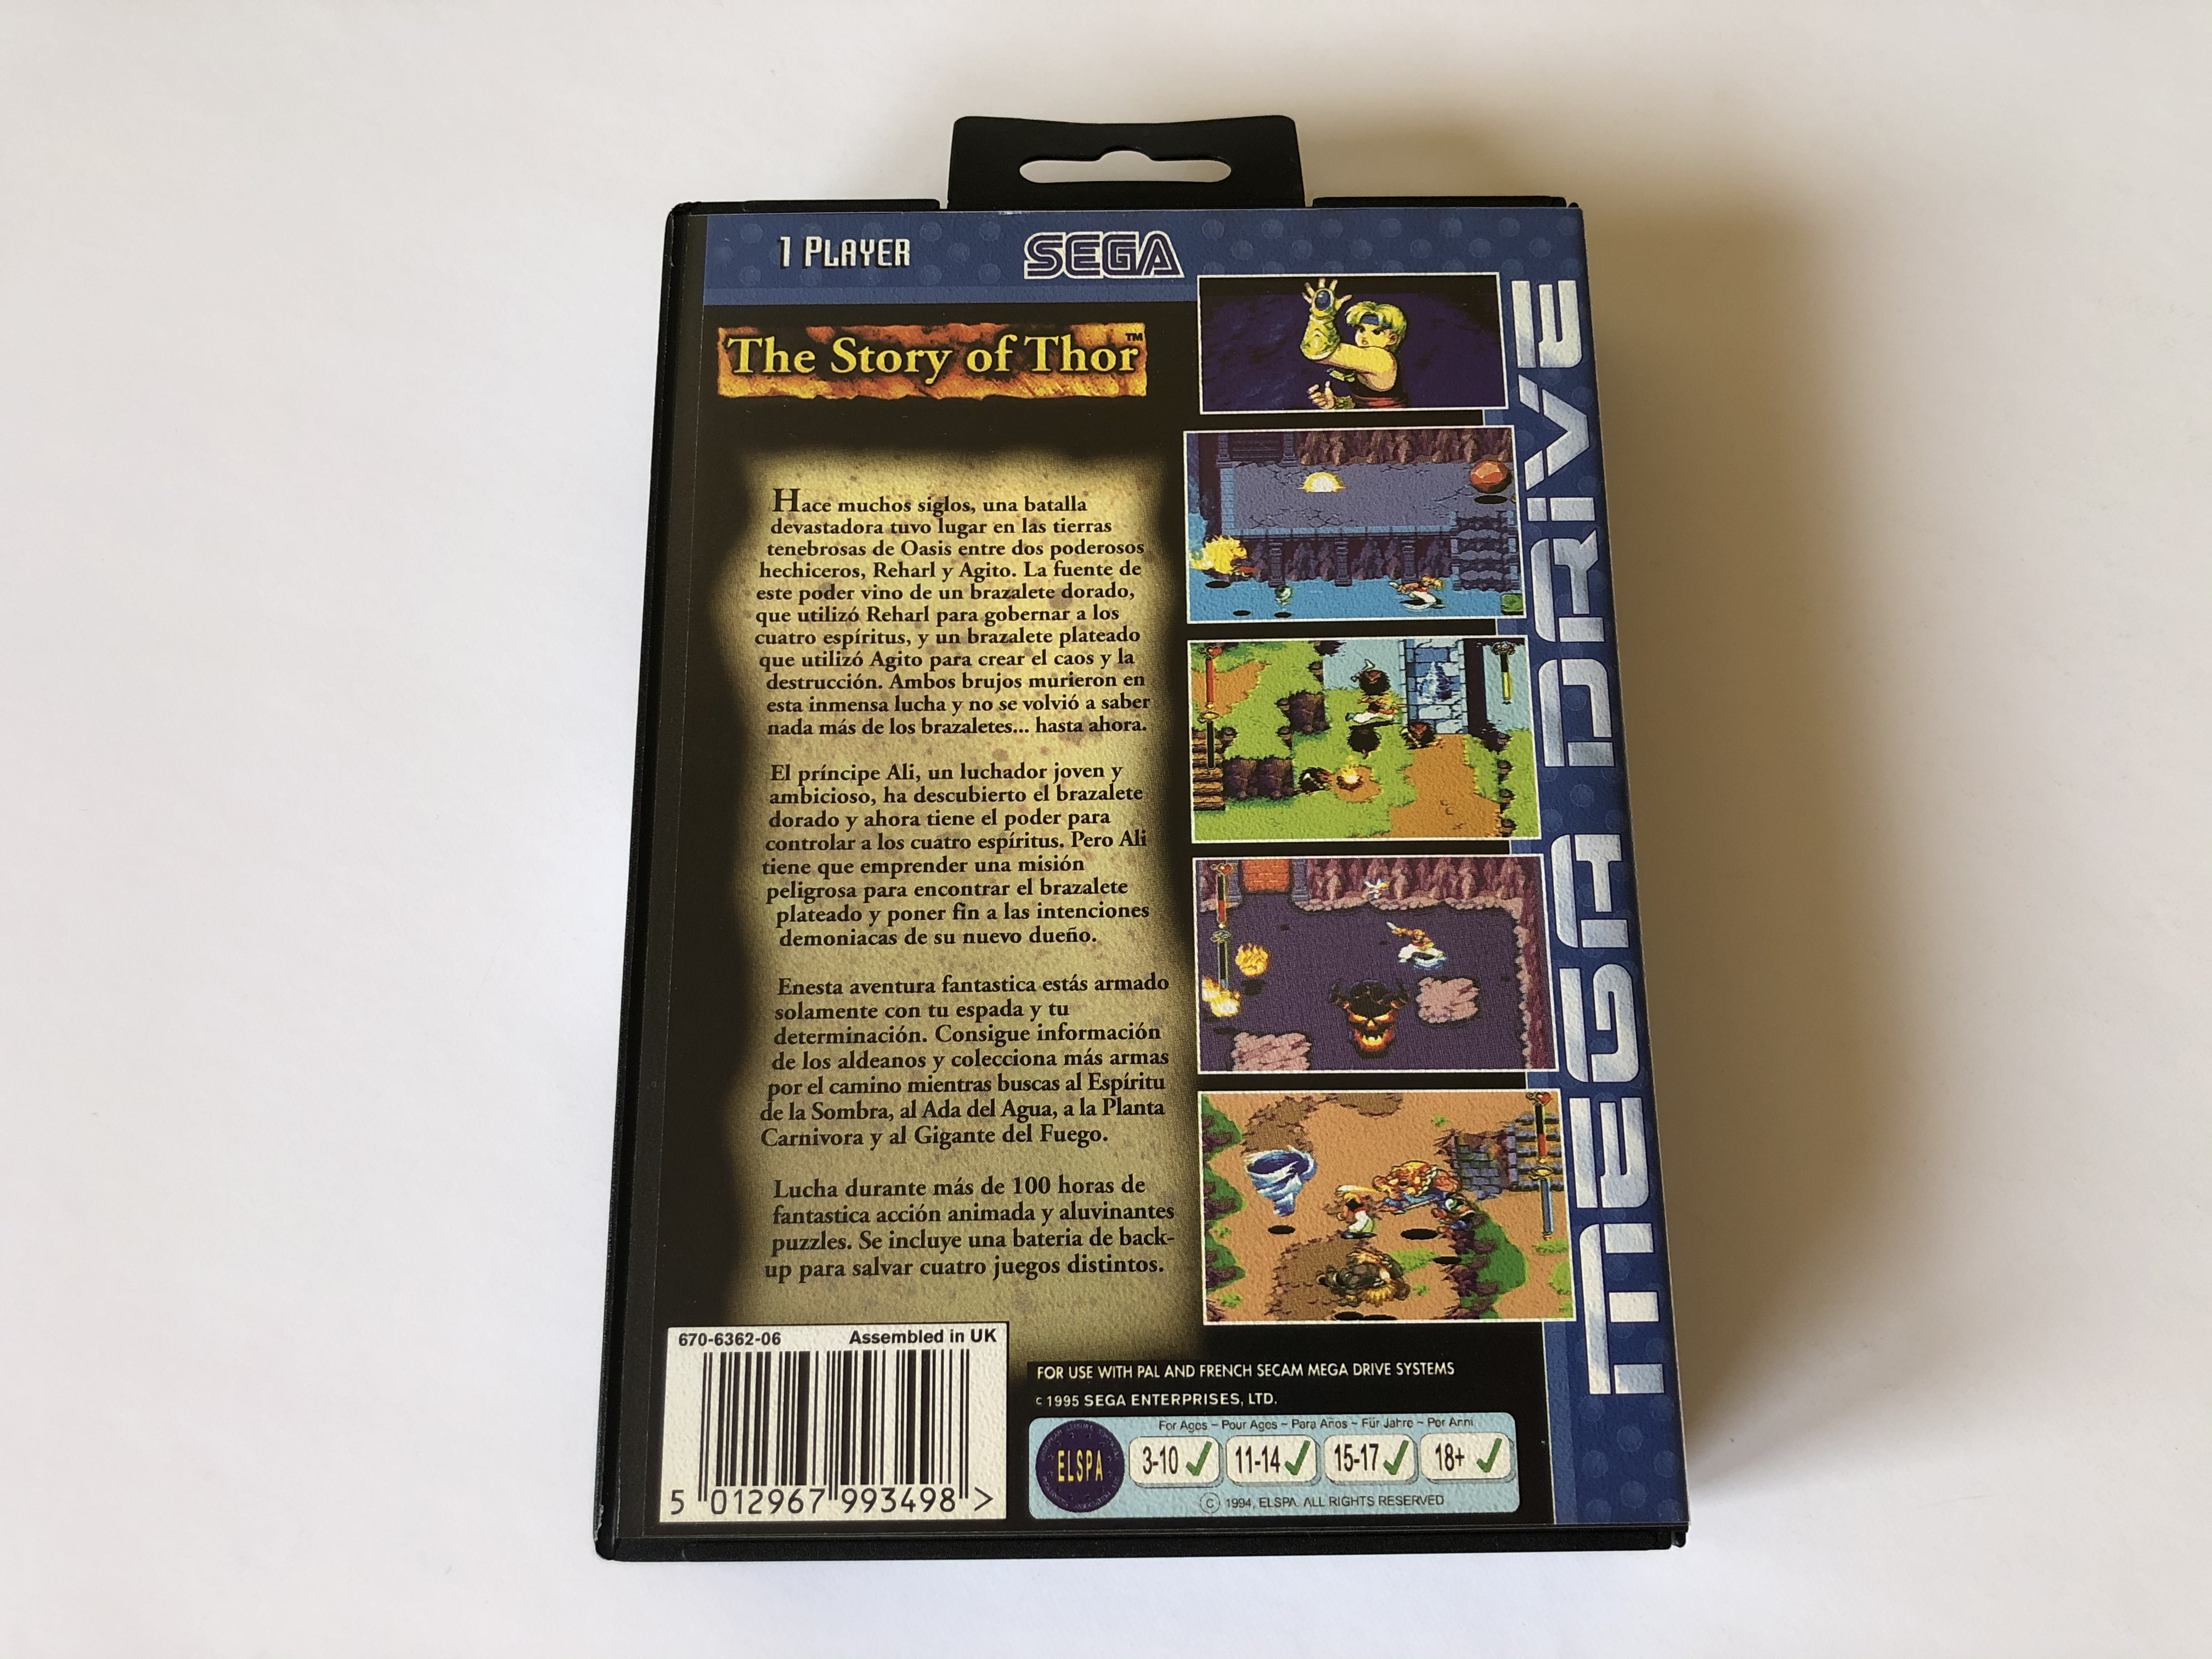 1 PLAYER
SEGA
The Story of Thor™
Hace muchos siglos, una batalla
devastadora tuvo lugar en las tierras
tenebrosas de Oasis entre dos poderosos
hechiceros, Reharl y Agito. La fuente de
este poder vino de un brazalete dorado,
que utilizó Reharl para gobernar a los
cuatro espíritus, y un brazalete plateado
que utilizó Agito para crear el caos y la
destrucción. Ambos brujos murieron en
esta inmensa lucha y no se volvió a saber
nada más de los brazaletes... hasta ahora.
El príncipe Ali, un luchador joven y
ambicioso, ha descubierto el brazalete
dorado y ahora tiene el poder para
controlar a los cuatro espíritus. Pero Ali
tiene que emprender una misión
peligrosa para encontrar el brazalete
plateado y poner fin a las intenciones
demoniacas de su nuevo dueño.
Enesta aventura fantastica estás armado
solamente con tu espada y tu
determinación. Consigue información
de los aldeanos y colecciona más armas
por el camino mientras buscas al Espíritu
de la Sombra, al Ada del Agua, a la Planta
Carnivora y al Gigante del Fuego.
Lucha durante más de 100 horas de
fantastica acción animada y aluvinantes
puzzles. Se incluye una bateria de back-
up para salvar cuatro juegos distintos.
MEGA DRIVE
670-6362-06 Assembled in UK
5 012967 993498 >
FOR USE WITH PAL AND FRENCH SECAM MEGA DRIVE SYSTEMS
© 1995 SEGA ENTERPRISES, LTD.
For Ages ~ Pour Ages ~ Para Años ~ Für Jahre ~ Per Anni
ELSPA
3-10 ✓ 11-14 ✓ 15-17 ✓ 18+ ✓
© 1994, ELSPA. ALL RIGHTS RESERVED